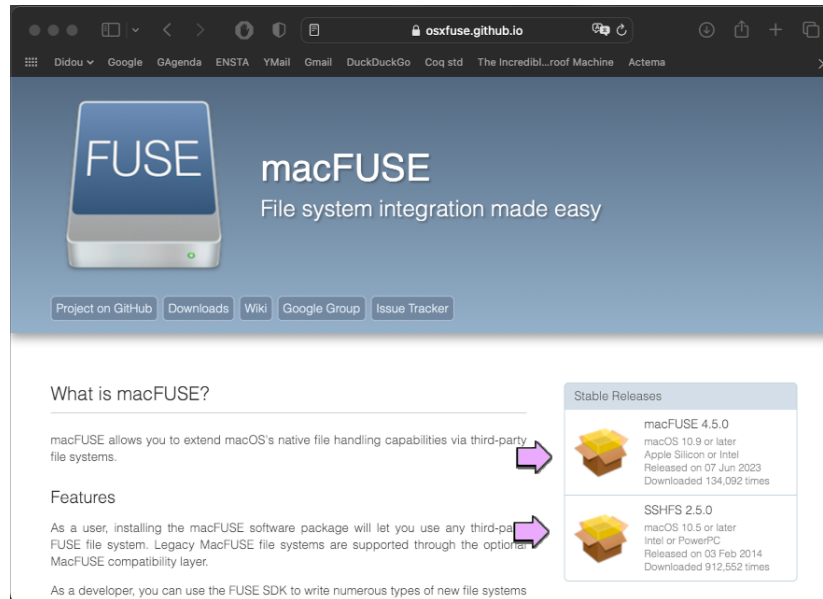 osxfuse.github.io
Didou Google GAgenda ENSTA YMail Gmail DuckDuckGo Coq std The Incredibl...roof Machine Actema
FUSE
macFUSE
File system integration made easy
Project on GitHub Downloads Wiki Google Group Issue Tracker
What is macFUSE?
macFUSE allows you to extend macOS's native file handling capabilities via third-party
file systems.
Features
As a user, installing the macFUSE software package will let you use any third-pa
FUSE file system. Legacy MacFUSE file systems are supported through the optional
MacFUSE compatibility layer.
As a developer, you can use the FUSE SDK to write numerous types of new file systems
Stable Releases
macFUSE 4.5.0
macOS 10.9 or later
Apple Silicon or Intel
Released on 07 Jun 2023
Downloaded 134,092 times
SSHFS 2.5.0
macOS 10.5 or later
Intel or PowerPC
Released on 03 Feb 2014
Downloaded 912,552 times